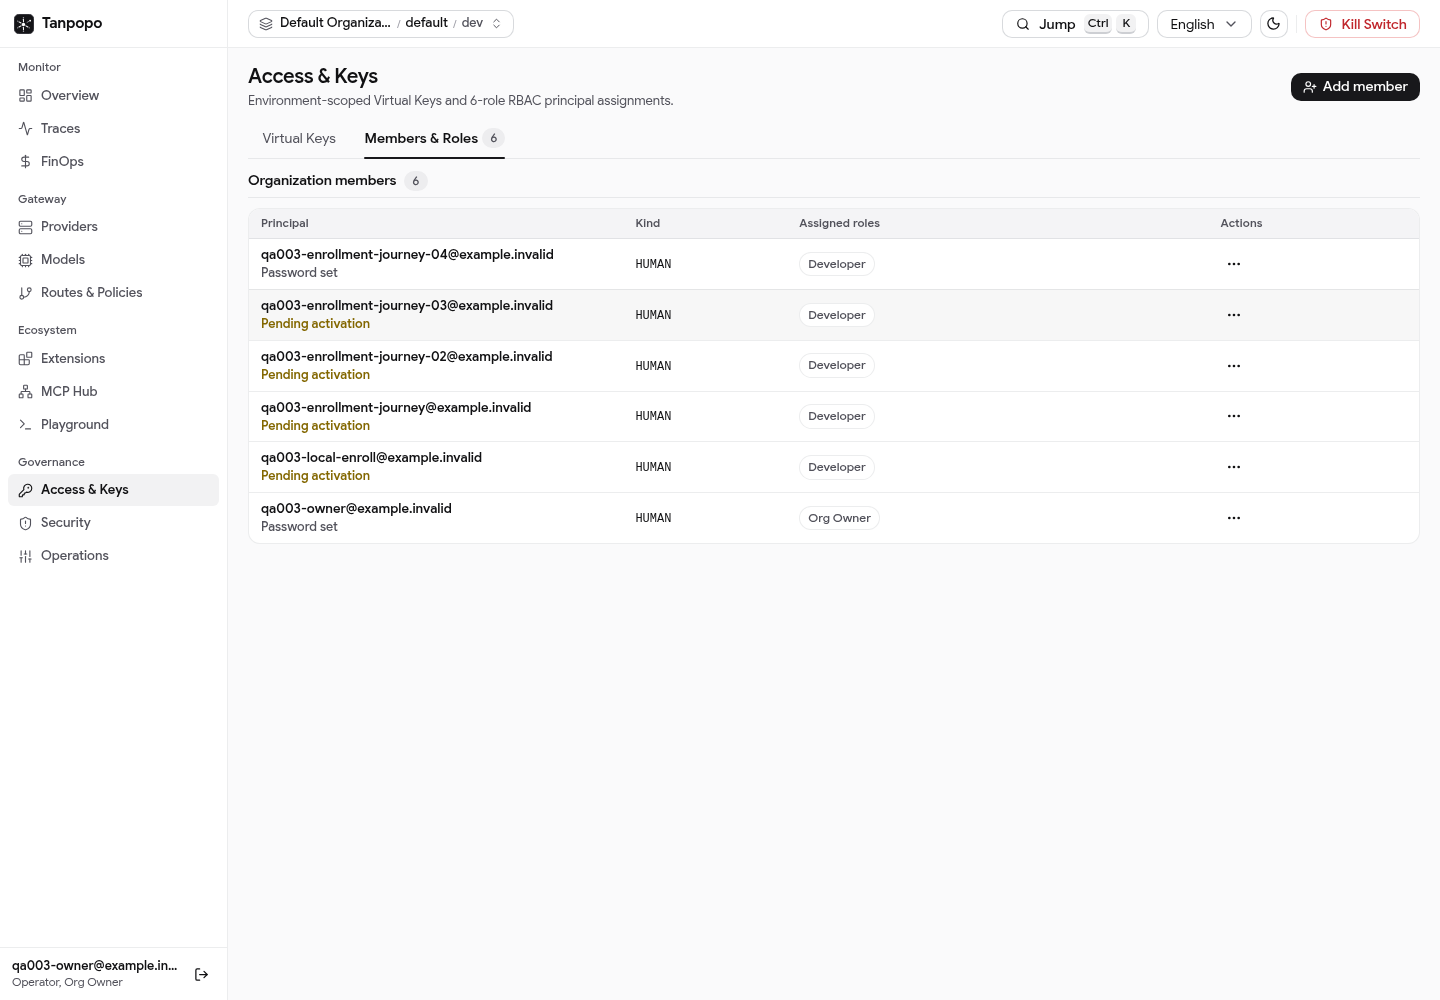 Tanpopo
Default Organiza... / default / dev
Jump Ctrl K
English
Kill Switch
Monitor
Overview
Traces
FinOps
Gateway
Providers
Models
Routes & Policies
Ecosystem
Extensions
MCP Hub
Playground
Governance
Access & Keys
Security
Operations
qa003-owner@example.in...
Operator, Org Owner
Access & Keys
Environment-scoped Virtual Keys and 6-role RBAC principal assignments.
Add member
Virtual Keys
Members & Roles 6
Organization members 6
Principal Kind Assigned roles Actions
qa003-enrollment-journey-04@example.invalid
Password set
HUMAN
Developer
qa003-enrollment-journey-03@example.invalid
Pending activation
HUMAN
Developer
qa003-enrollment-journey-02@example.invalid
Pending activation
HUMAN
Developer
qa003-enrollment-journey@example.invalid
Pending activation
HUMAN
Developer
qa003-local-enroll@example.invalid
Pending activation
HUMAN
Developer
qa003-owner@example.invalid
Password set
HUMAN
Org Owner